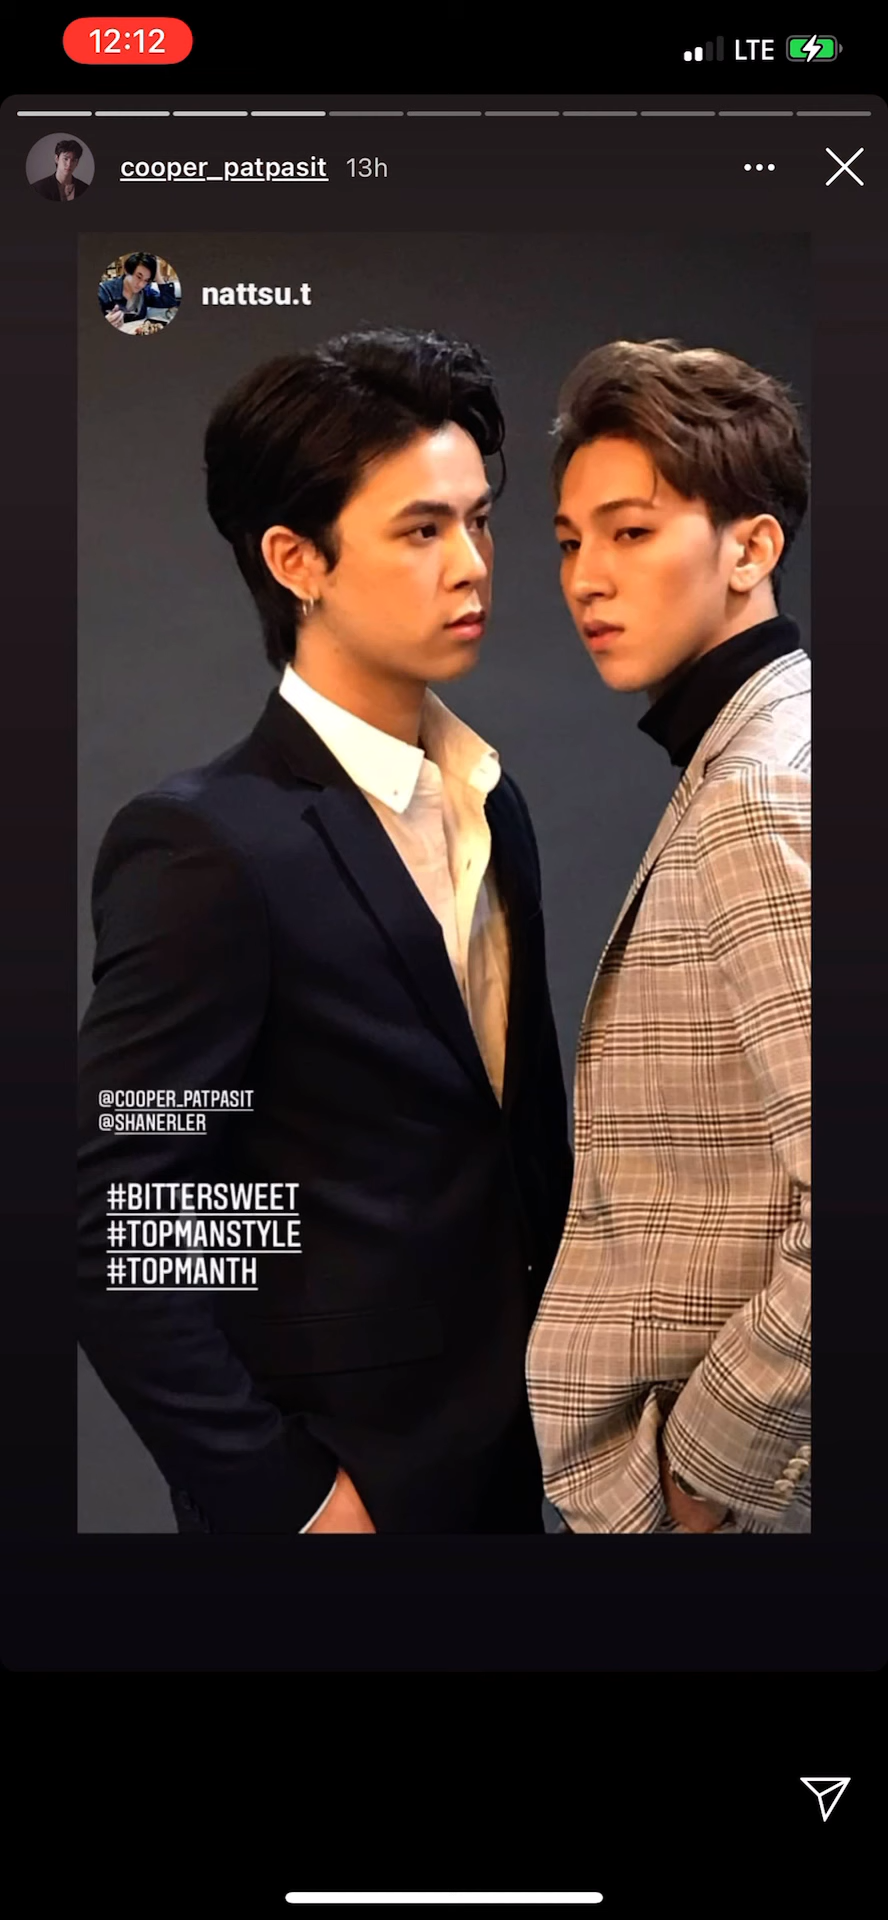 12:12
LTE
cooper_patpasit 13h
nattsu.t
@COOPER_PATPASIT
@SHANERLER
#BITTERSWEET
#TOPMANSTYLE
#TOPMANTH